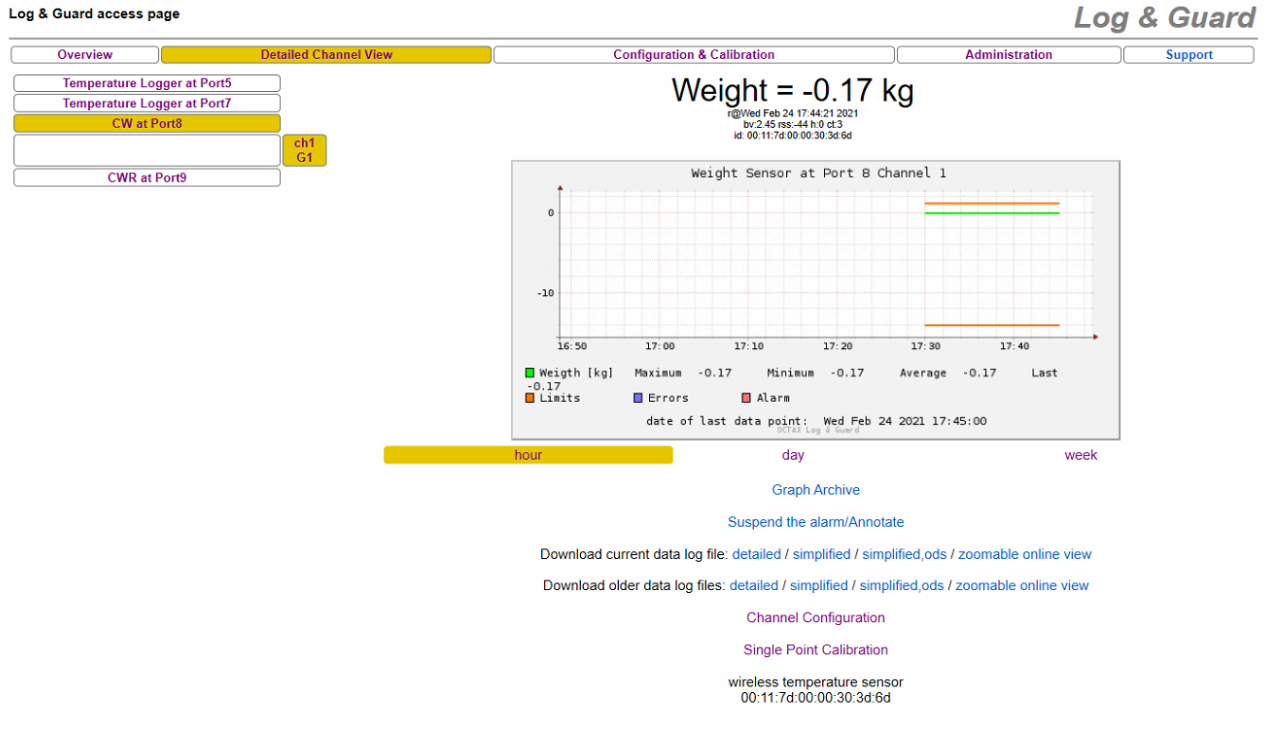 Log & Guard access page
Log & Guard
Overview
Detailed Channel View
Configuration & Calibration
Administration
Support
Temperature Logger at Port5
Temperature Logger at Port7
CW at Port8
ch1
G1
CWR at Port9
Weight = -0.17 kg
r@Wed Feb 24 17:44:21 2021
bv:2.45 rss:-44 h:0 ct:3
id: 00:11:7d:00:00:30:3d:6d
Weight Sensor at Port 8 Channel 1
0
-10
16:50 17:00 17:10 17:20 17:30 17:40
Weigth [kg] Maximum -0.17 Minimum -0.17 Average -0.17 Last
-0.17
Limits Errors Alarm
date of last data point: Wed Feb 24 2021 17:45:00
OCTAX Log & Guard
hour day week
Graph Archive
Suspend the alarm/Annotate
Download current data log file: detailed / simplified / simplified,ods / zoomable online view
Download older data log files: detailed / simplified / simplified,ods / zoomable online view
Channel Configuration
Single Point Calibration
wireless temperature sensor
00:11:7d:00:00:30:3d:6d